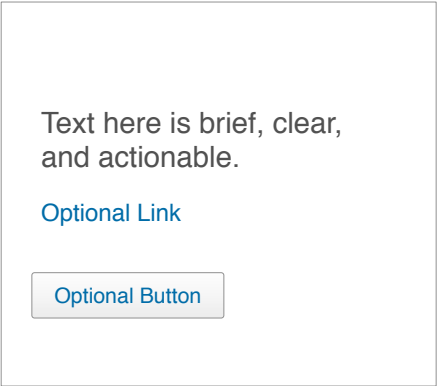 Text here is brief, clear,
and actionable.
Optional Link
Optional Button